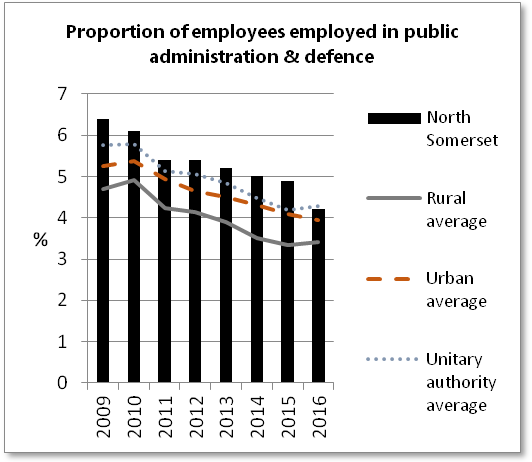 Proportion of employees employed in public
administration & defence
7
6
5
4
3
2
1
0
%
2009
2010
2011
2012
2013
2014
2015
2016
North
Somerset
Rural
average
Urban
average
Unitary
authority
average